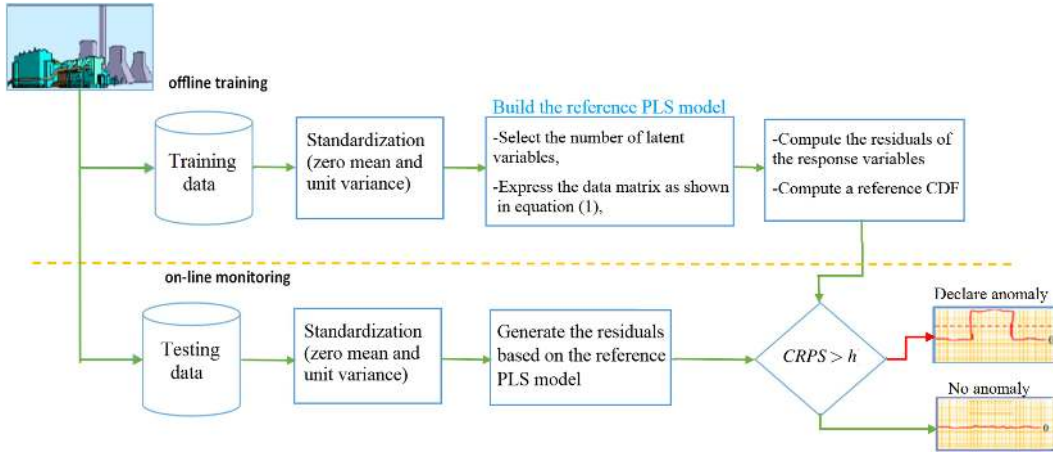 offline training
Training
data
Standardization
(zero mean and
unit variance)
Build the reference PLS model
-Select the number of latent
variables,
-Express the data matrix as shown
in equation (1),
-Compute the residuals of
the response variables
-Compute a reference CDF
on-line monitoring
Testing
data
Standardization
(zero mean and
unit variance)
Generate the residuals
based on the reference
PLS model
CRPS > h
Declare anomaly
0
No anomaly
0